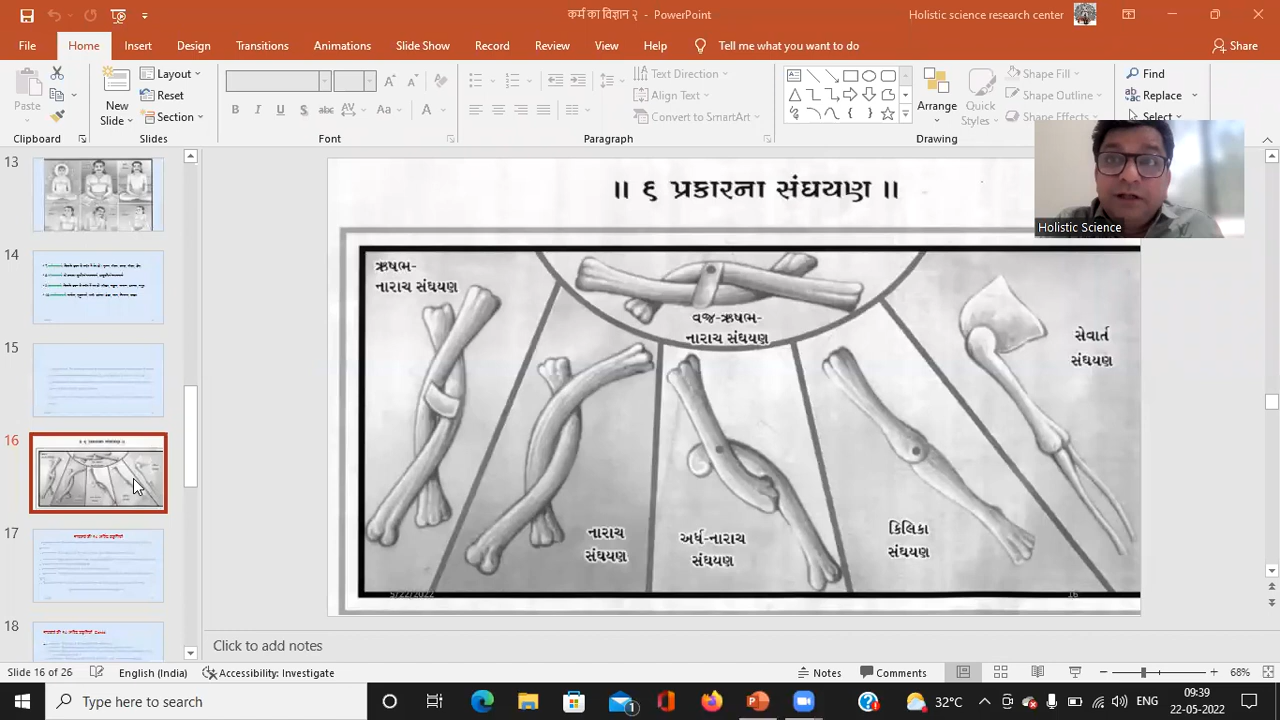 कर्म का विज्ञान २ - PowerPoint
Holistic science research center
File Home Insert Design Transitions Animations Slide Show Record Review View Help Tell me what you want to do Share
Paste
New Slide
Layout
Reset
Section
Text Direction
Align Text
Convert to SmartArt
Arrange
Quick Styles
Shape Fill
Shape Outline
Shape Effects
Find
Replace
Select
Clipboard Slides Font Paragraph Drawing
13
14
15
16
17
18
॥ ૬ પ્રકારના સંઘયણ ॥
Holistic Science
ઋષભ-
નારાચ સંઘયણ
વજ્ર-ઋષભ-
નારાચ સંઘયણ
સેવાર્ત
સંઘયણ
નારાચ
સંઘયણ
અર્ધ-નારાચ
સંઘયણ
કિલિકા
સંઘયણ
5/22/2022
16
Click to add notes
Slide 16 of 26 English (India) Accessibility: Investigate Notes Comments 68%
Type here to search
1
32°C ENG
09:39
22-05-2022